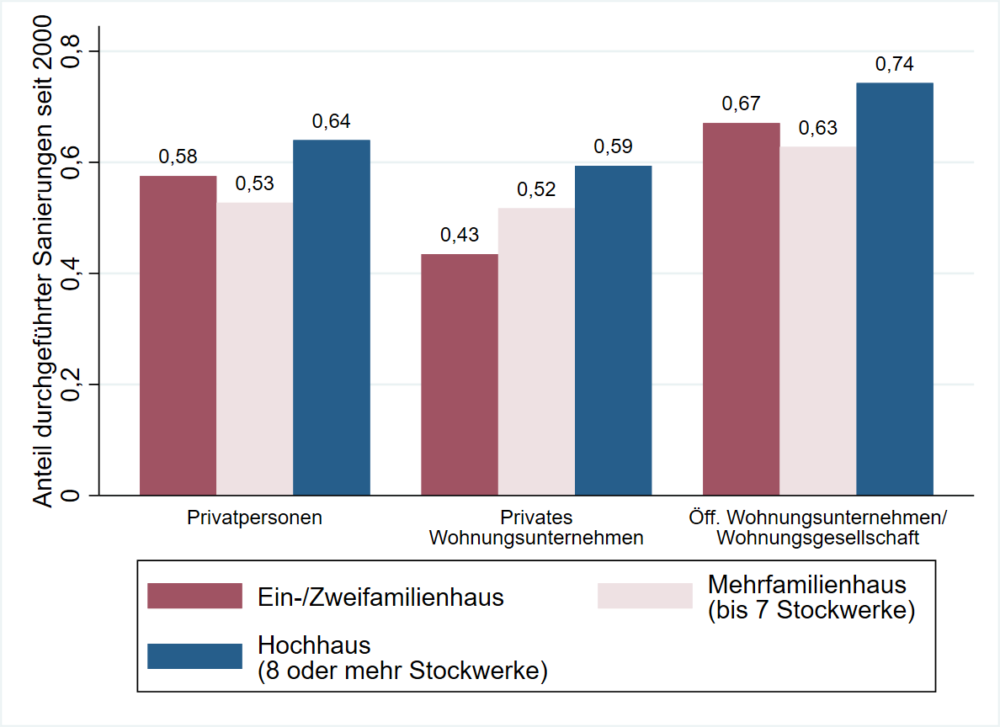 Anteil durchgeführter Sanierungen seit 2000
0,8
0,6
0,4
0,2
0
0,58
0,53
0,64
0,43
0,52
0,59
0,67
0,63
0,74
Privatpersonen
Privates
Wohnungsunternehmen
Öff. Wohnungsunternehmen/
Wohnungsgesellschaft
Ein-/Zweifamilienhaus
Mehrfamilienhaus
(bis 7 Stockwerke)
Hochhaus
(8 oder mehr Stockwerke)